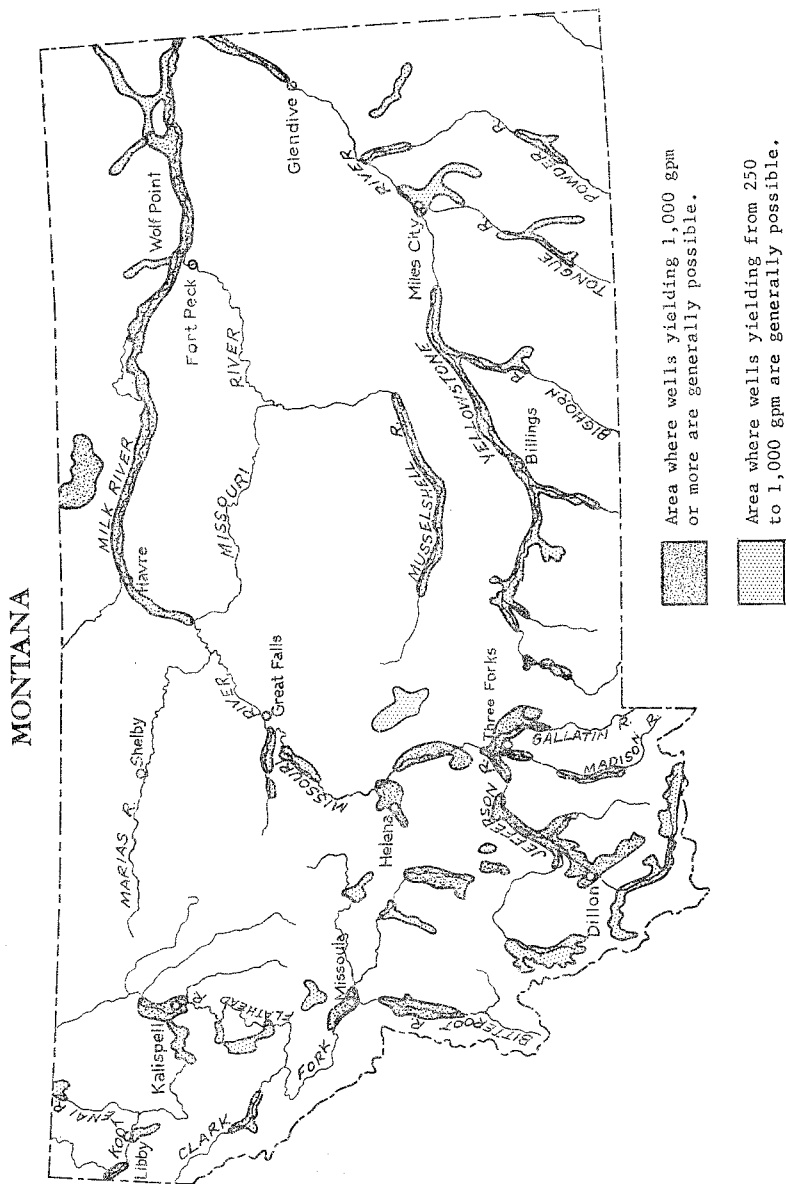 MONTANA
KOOTENAI R
Libby
Kalispell
FLATHEAD
R.
CLARK
FORK
Missoula
BITTERROOT R
MARIAS R
Shelby
Great Falls
MISSOURI
RIVER
Helena
Three Forks
JEFFERSON R
GALLATIN R.
MADISON R
Dillon
MILK RIVER
Havre
MISSOURI
RIVER
MUSSELSHELL R
Fort Peck
Wolf Point
Glendive
YELLOWSTONE
RIVER
Billings
Miles City
BIGHORN
R
TONGUE
R
POWDER
R
Area where wells yielding 1,000 gpm
or more are generally possible.
Area where wells yielding from 250
to 1,000 gpm are generally possible.